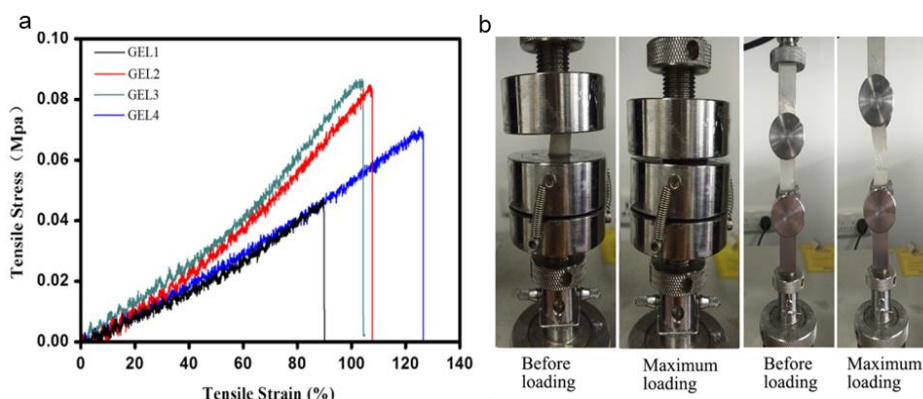 a
b
0.10
0.08
0.06
0.04
0.02
0.00
Tensile Stress (Mpa)
GEL1
GEL2
GEL3
GEL4
0 20 40 60 80 100 120 140
Tensile Strain (%)
Before
loading
Maximum
loading
Before
loading
Maximum
loading